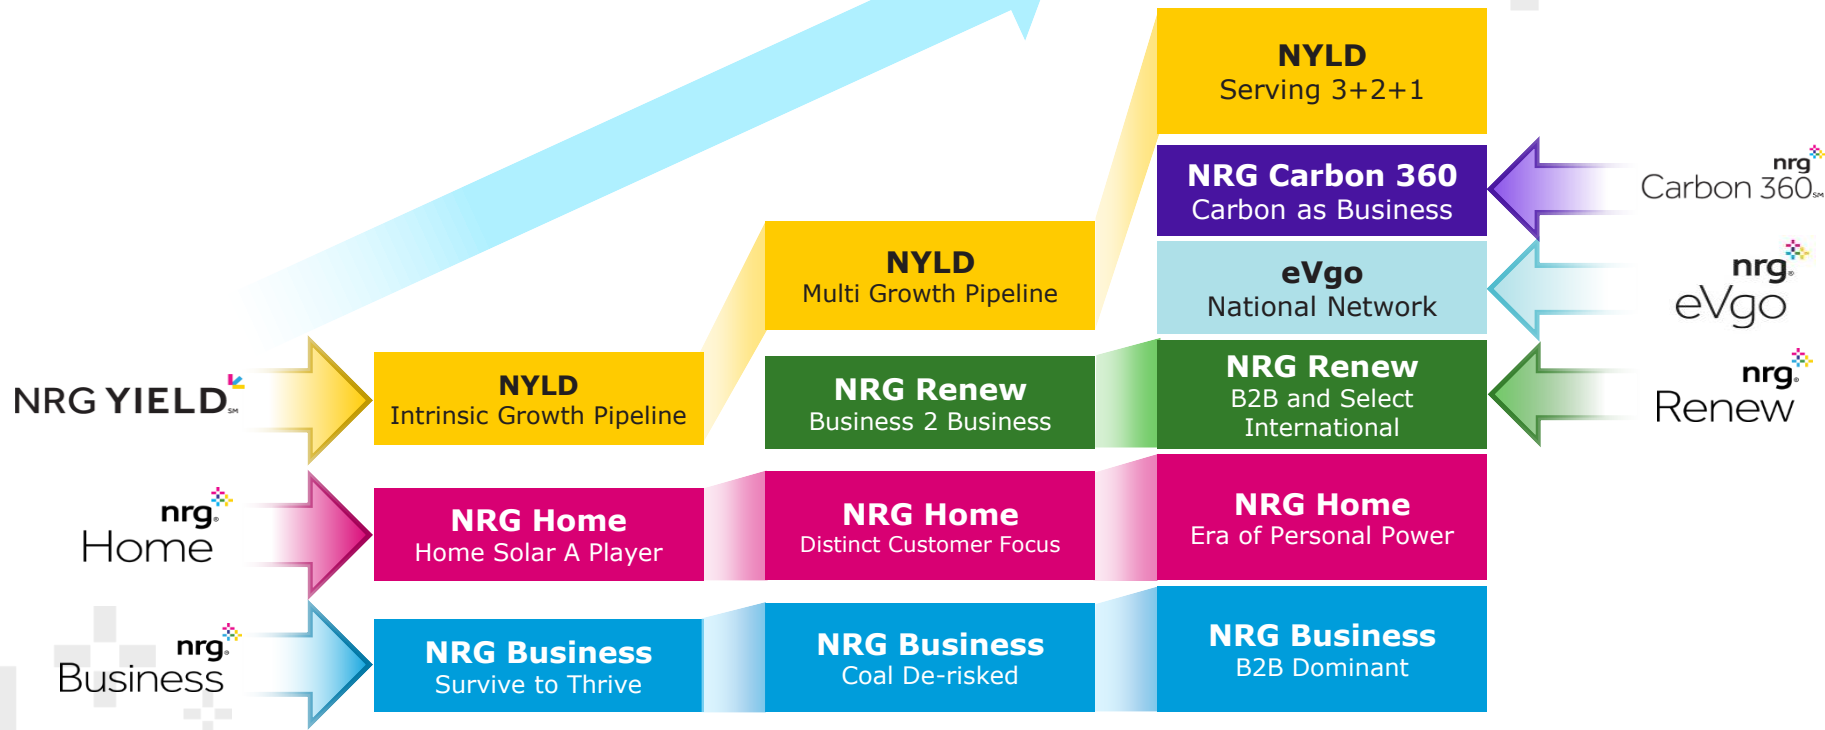 NYLD
Serving 3+2+1
NRG Carbon 360
Carbon as Business
nrg
Carbon 360 SM
NYLD
Multi Growth Pipeline
eVgo
National Network
nrg®
eVgo
NRG YIELD SM
NYLD
Intrinsic Growth Pipeline
NRG Renew
Business 2 Business
NRG Renew
B2B and Select
International
nrg®
Renew
nrg®
Home
NRG Home
Home Solar A Player
NRG Home
Distinct Customer Focus
NRG Home
Era of Personal Power
nrg®
Business
NRG Business
Survive to Thrive
NRG Business
Coal De-risked
NRG Business
B2B Dominant